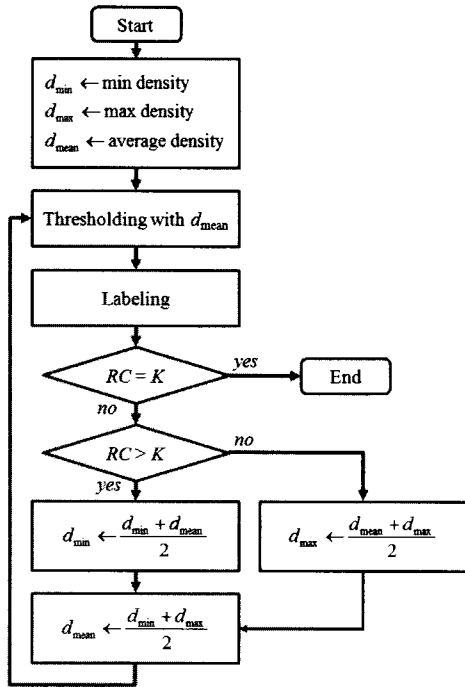 Start
d_min ← min density
d_max ← max density
d_mean ← average density
Thresholding with d_mean
Labeling
RC = K
yes
End
no
RC > K
no
yes
d_min ← (d_min + d_mean) / 2
d_max ← (d_mean + d_max) / 2
d_mean ← (d_min + d_max) / 2